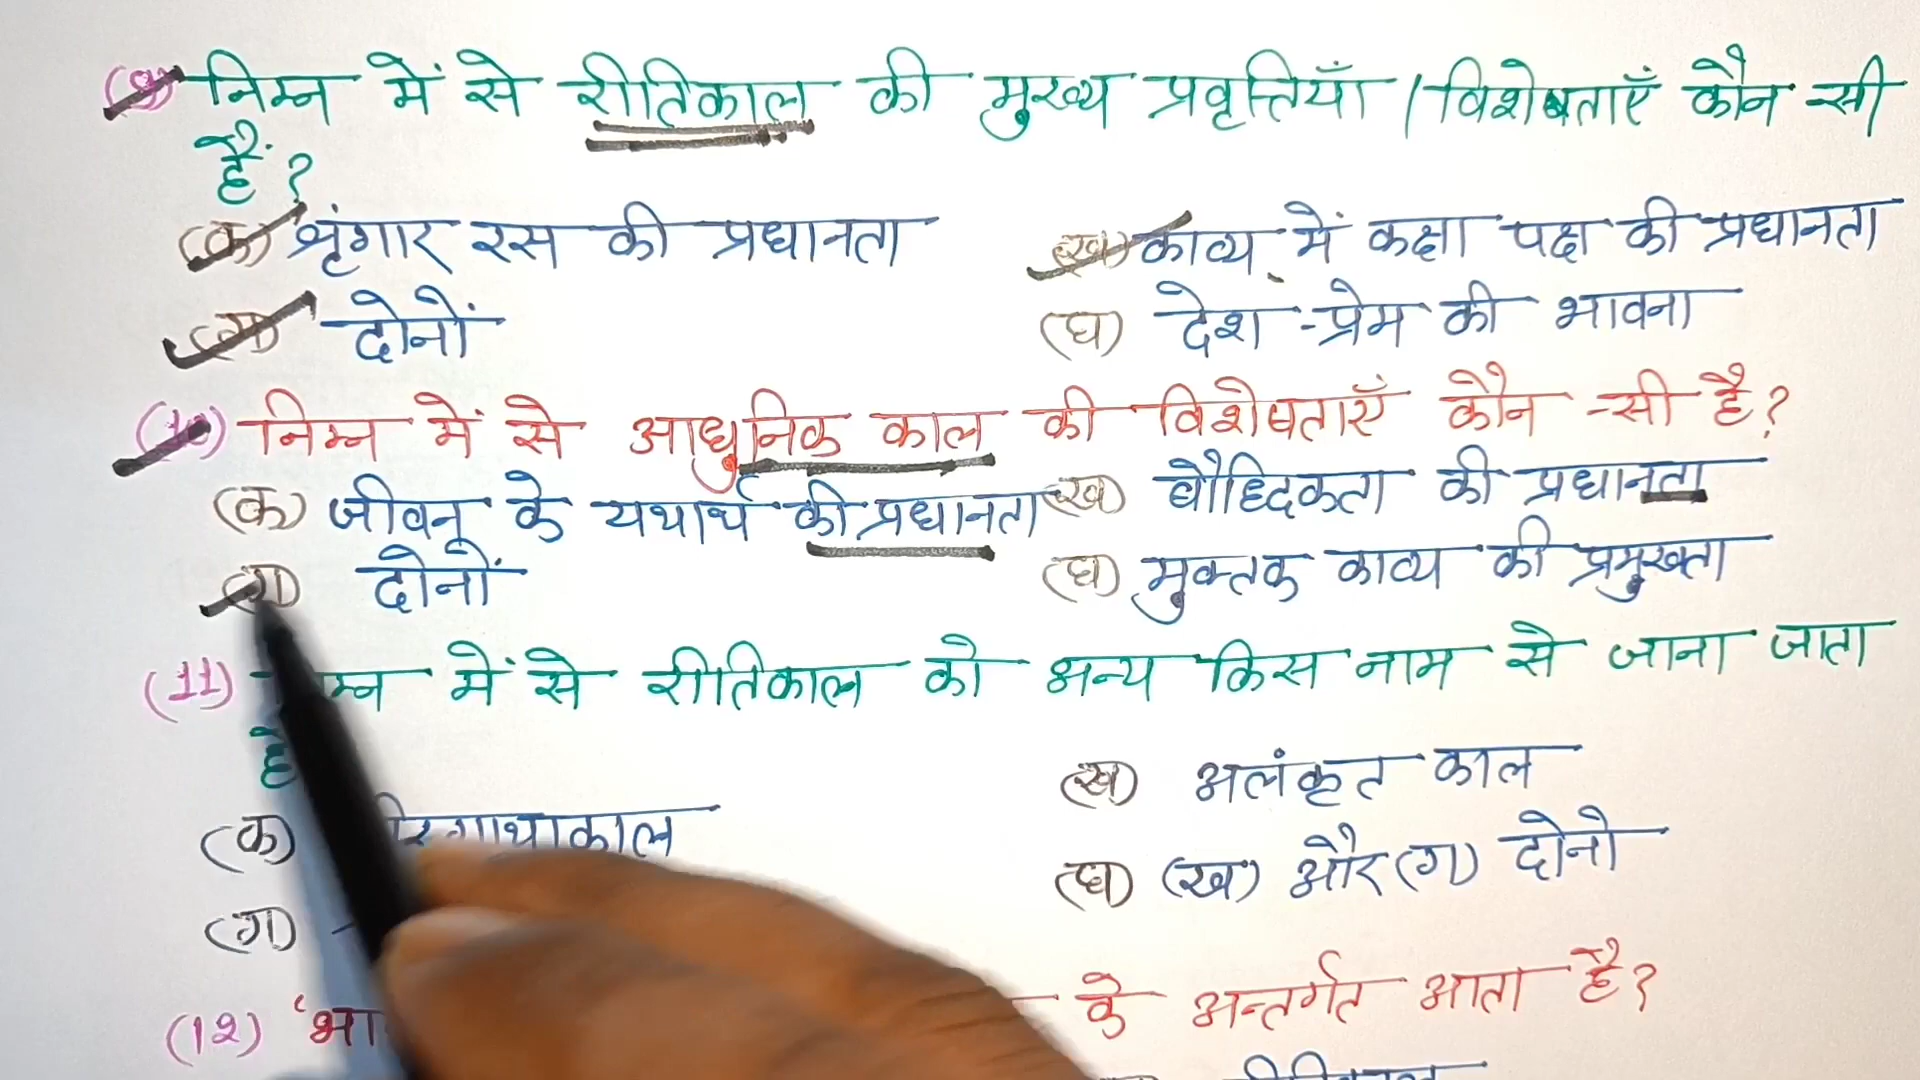 (9) निम्न में से रीतिकाल की मुख्य प्रवृत्तियाँ / विशेषताएँ कौन-सी
हैं?
(क) श्रृंगार रस की प्रधानता (ख) काव्य में कक्षा पक्ष की प्रधानता
(ग) दोनों (घ) देश-प्रेम की भावना
(10) निम्न में से आधुनिक काल की विशेषताएँ कौन-सी है?
(क) जीवन के यथार्थ की प्रधानता (ख) बौद्दिकता की प्रधानता
(ग) दोनों (घ) मुक्तक काव्य की प्रमुखता
(11) में से रीतिकाल को अन्य किस नाम से जाना जाता
(क) (ख) अलंकृत काल
(ग) (घ) (ख) और (ग) दोनो
(12) के अन्तर्गत आता है?